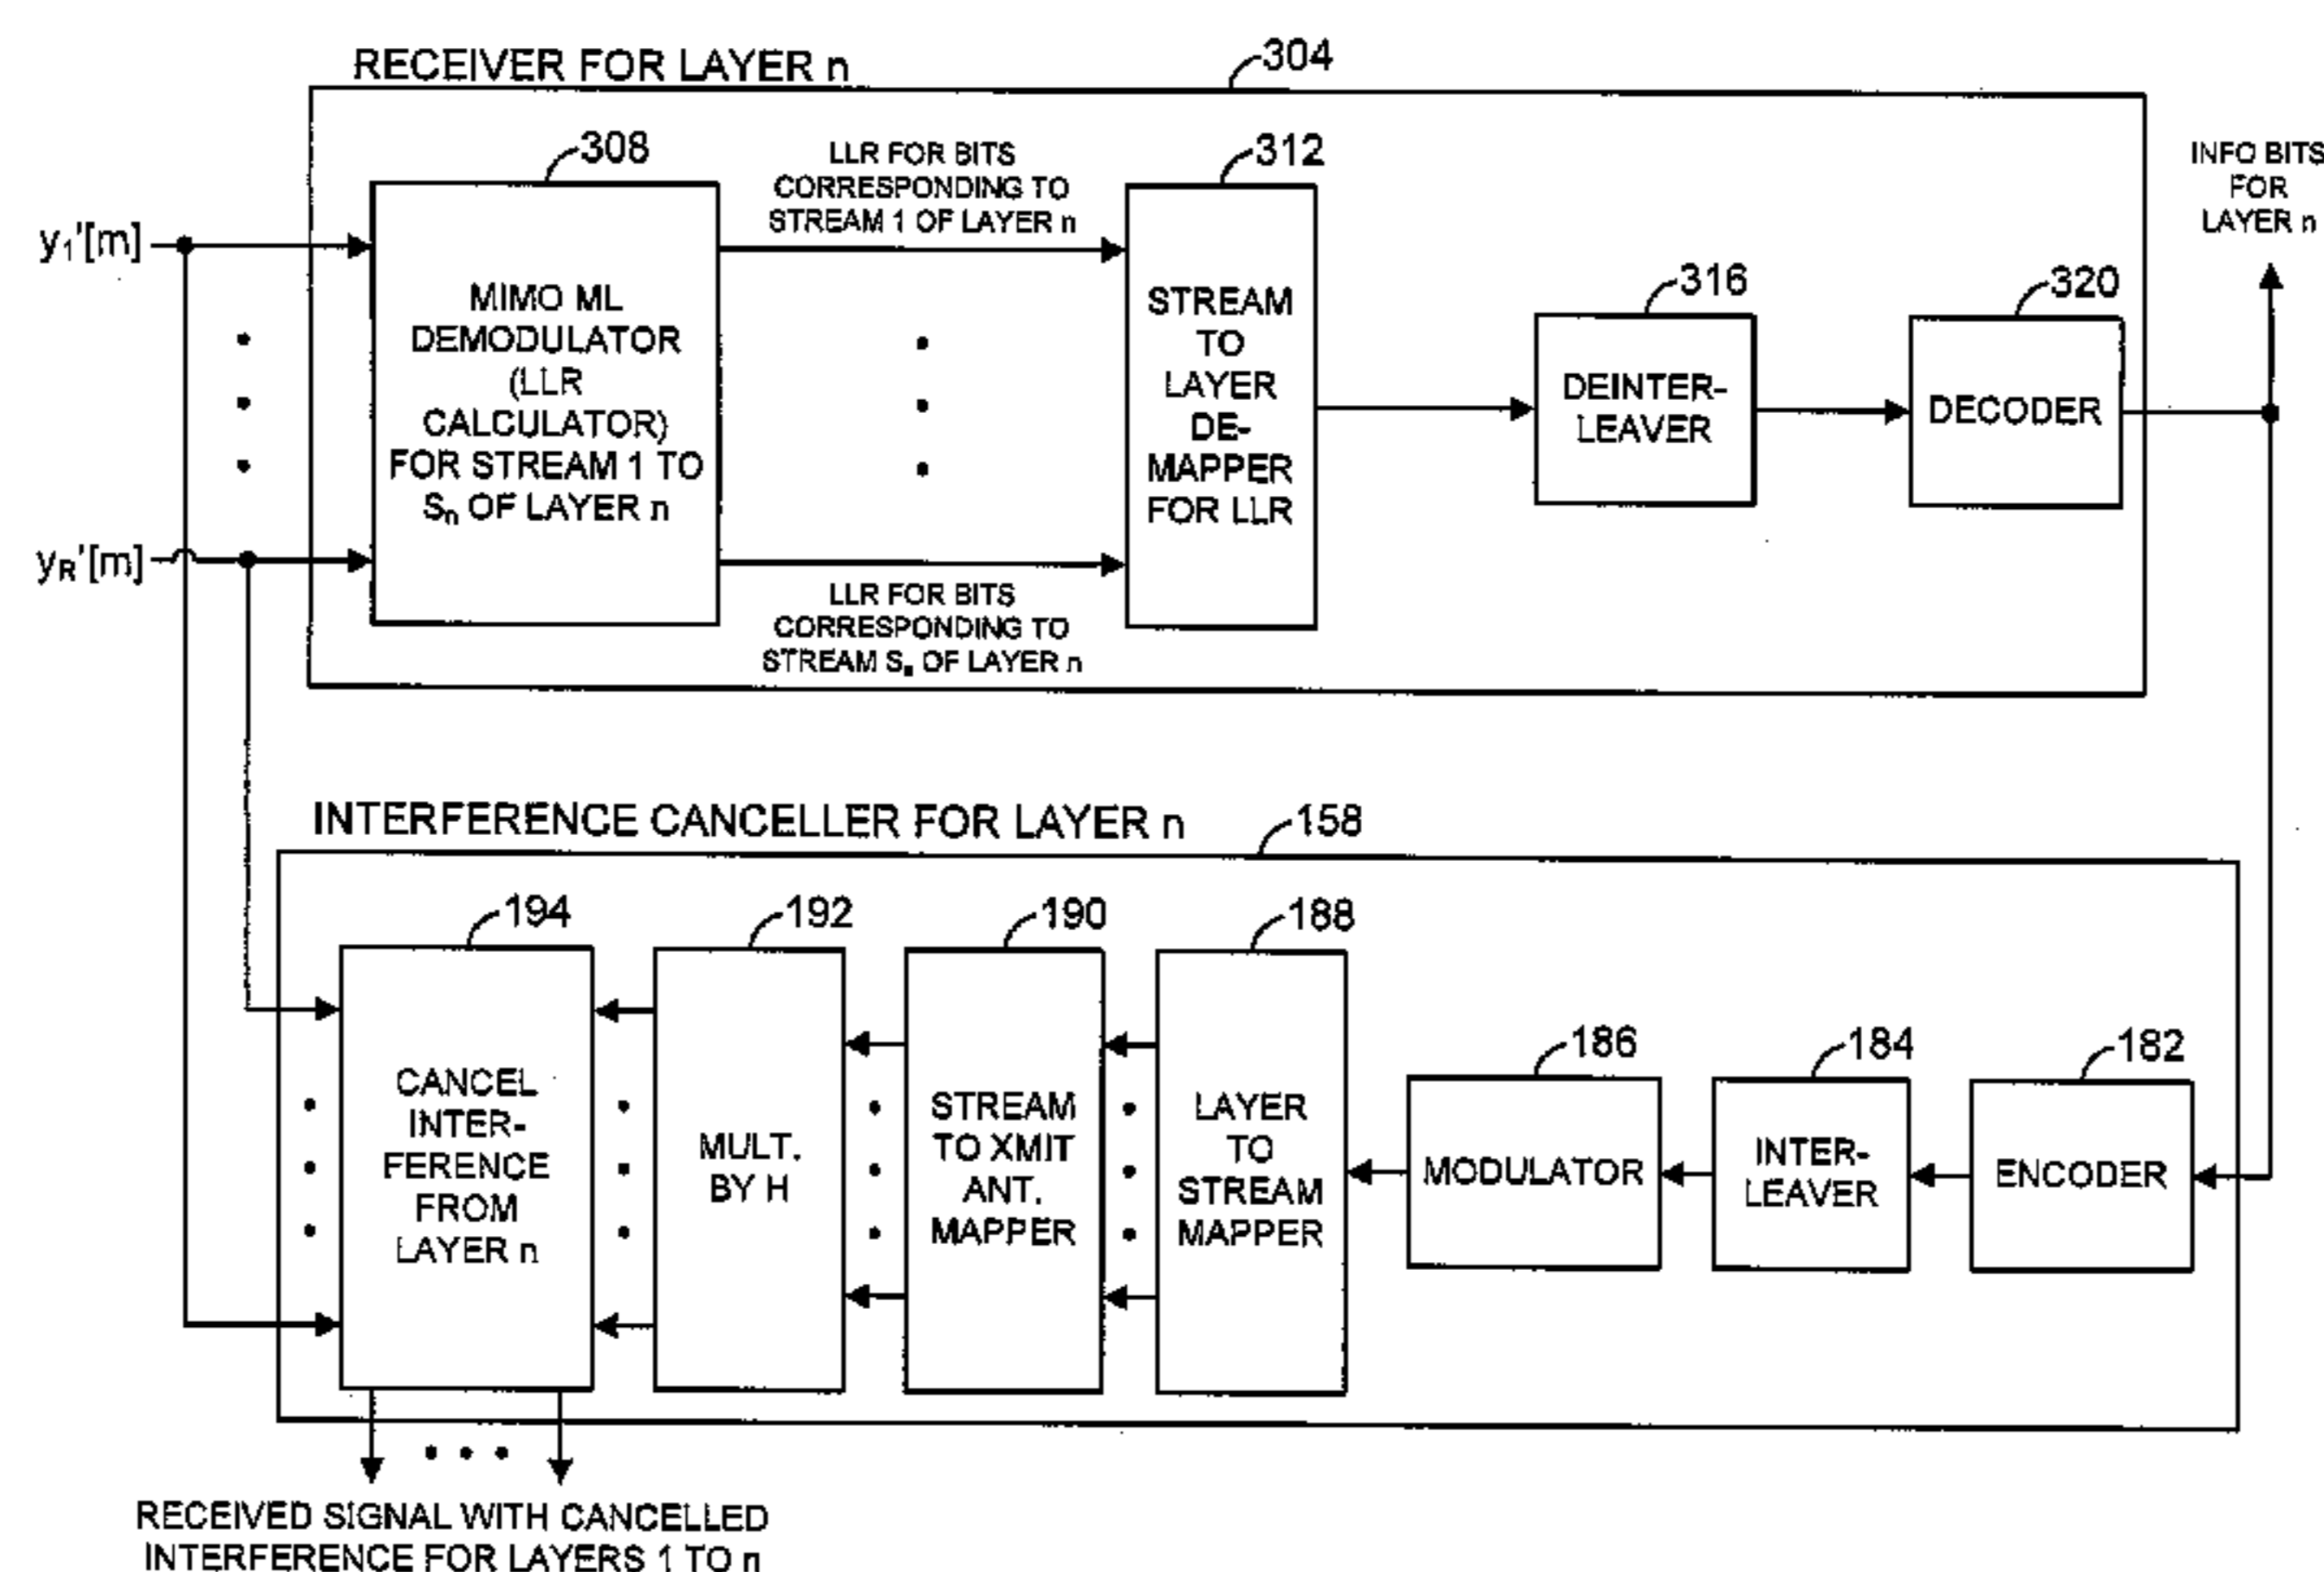 RECEIVER FOR LAYER n
304
308
LLR FOR BITS
CORRESPONDING TO
STREAM 1 OF LAYER n
312
INFO BITS
FOR
LAYER n
y₁'[m]
MIMO ML
DEMODULATOR
(LLR
CALCULATOR)
FOR STREAM 1 TO
Sₙ OF LAYER n
STREAM
TO
LAYER
DE-
MAPPER
FOR LLR
316
DEINTER-
LEAVER
320
DECODER
y_R'[m]
LLR FOR BITS
CORRESPONDING TO
STREAM Sₙ OF LAYER n
INTERFERENCE CANCELLER FOR LAYER n
158
194
192
190
188
186
184
182
CANCEL
INTER-
FERENCE
FROM
LAYER n
MULT.
BY H
STREAM
TO XMIT
ANT.
MAPPER
LAYER
TO
STREAM
MAPPER
MODULATOR
INTER-
LEAVER
ENCODER
RECEIVED SIGNAL WITH CANCELLED
INTERFERENCE FOR LAYERS 1 TO n